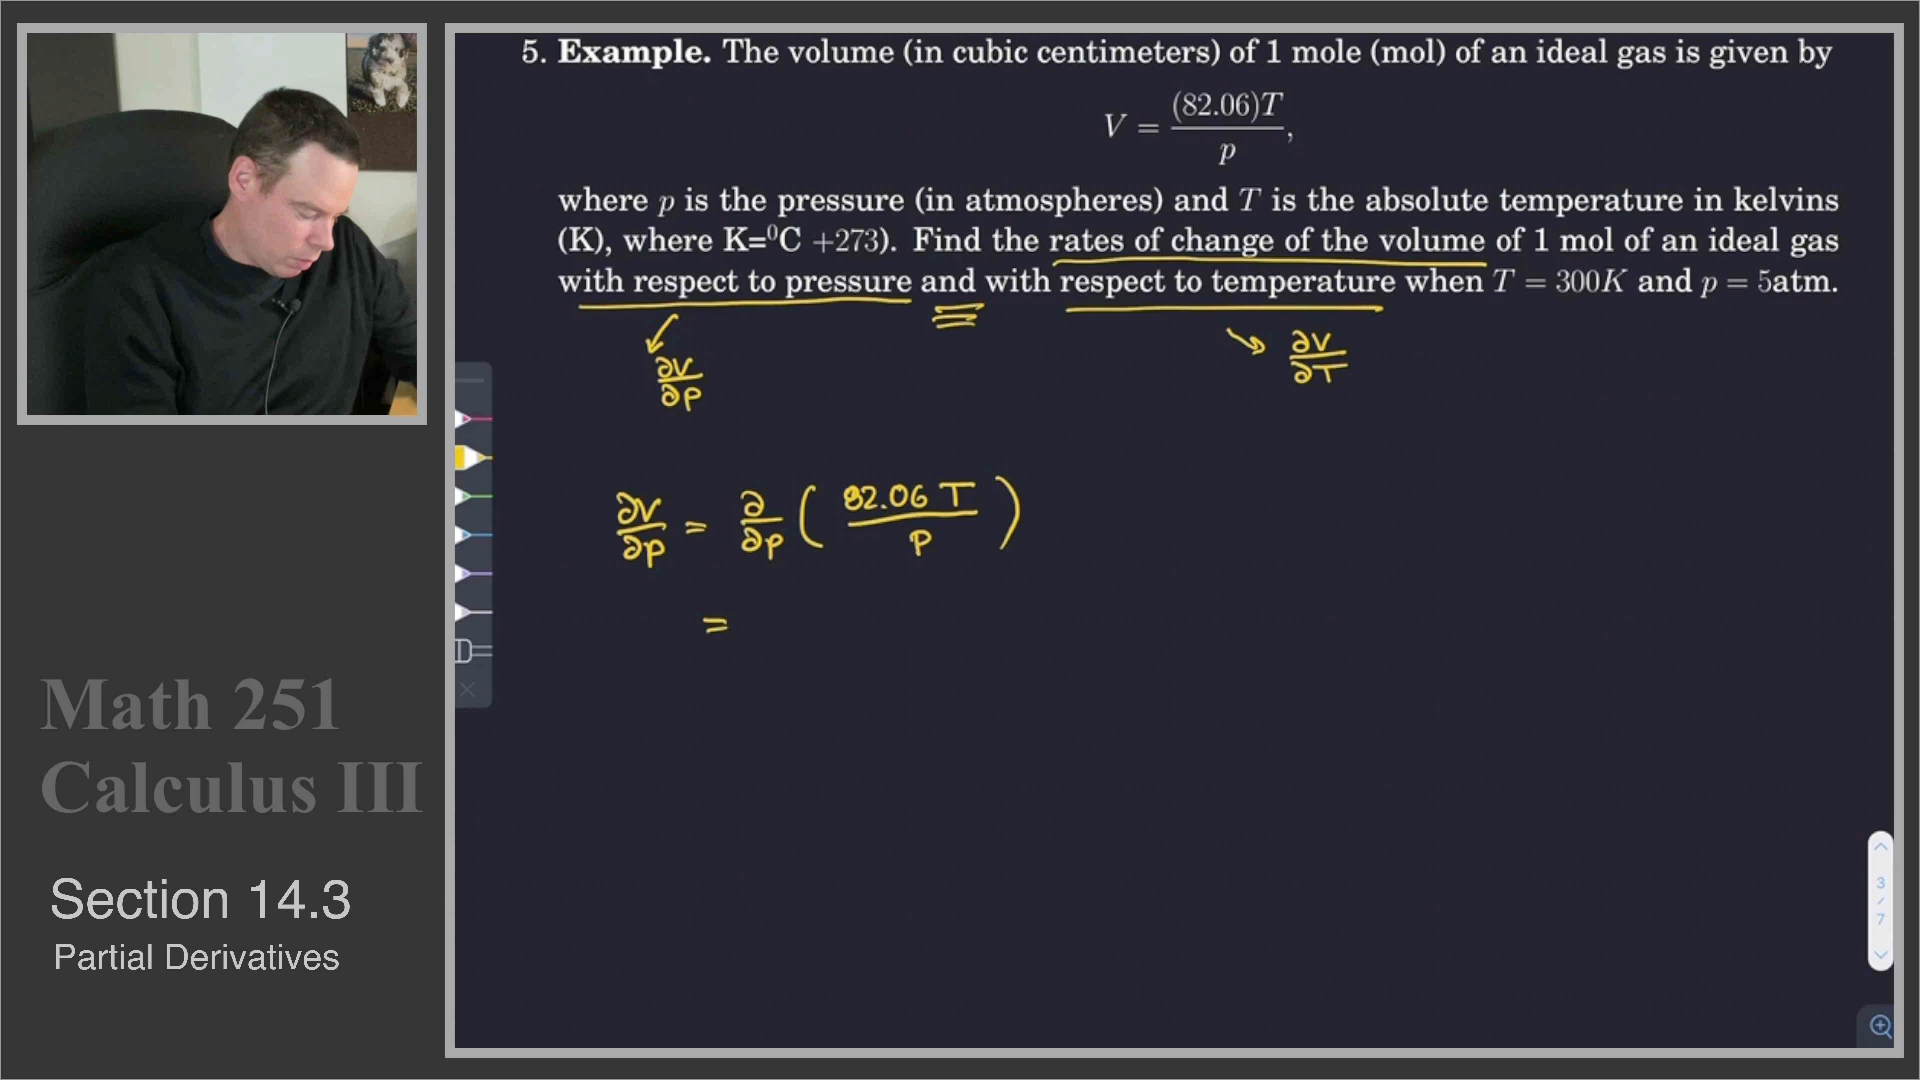 5. Example. The volume (in cubic centimeters) of 1 mole (mol) of an ideal gas is given by
V = (82.06)T / p,
where p is the pressure (in atmospheres) and T is the absolute temperature in kelvins
(K), where K=⁰C +273). Find the rates of change of the volume of 1 mol of an ideal gas
with respect to pressure and with respect to temperature when T = 300K and p = 5atm.
∂V/∂p
∂V/∂T
∂V/∂p = ∂/∂p ( 82.06 T / P )
=
Math 251
Calculus III
Section 14.3
Partial Derivatives
3 / 7